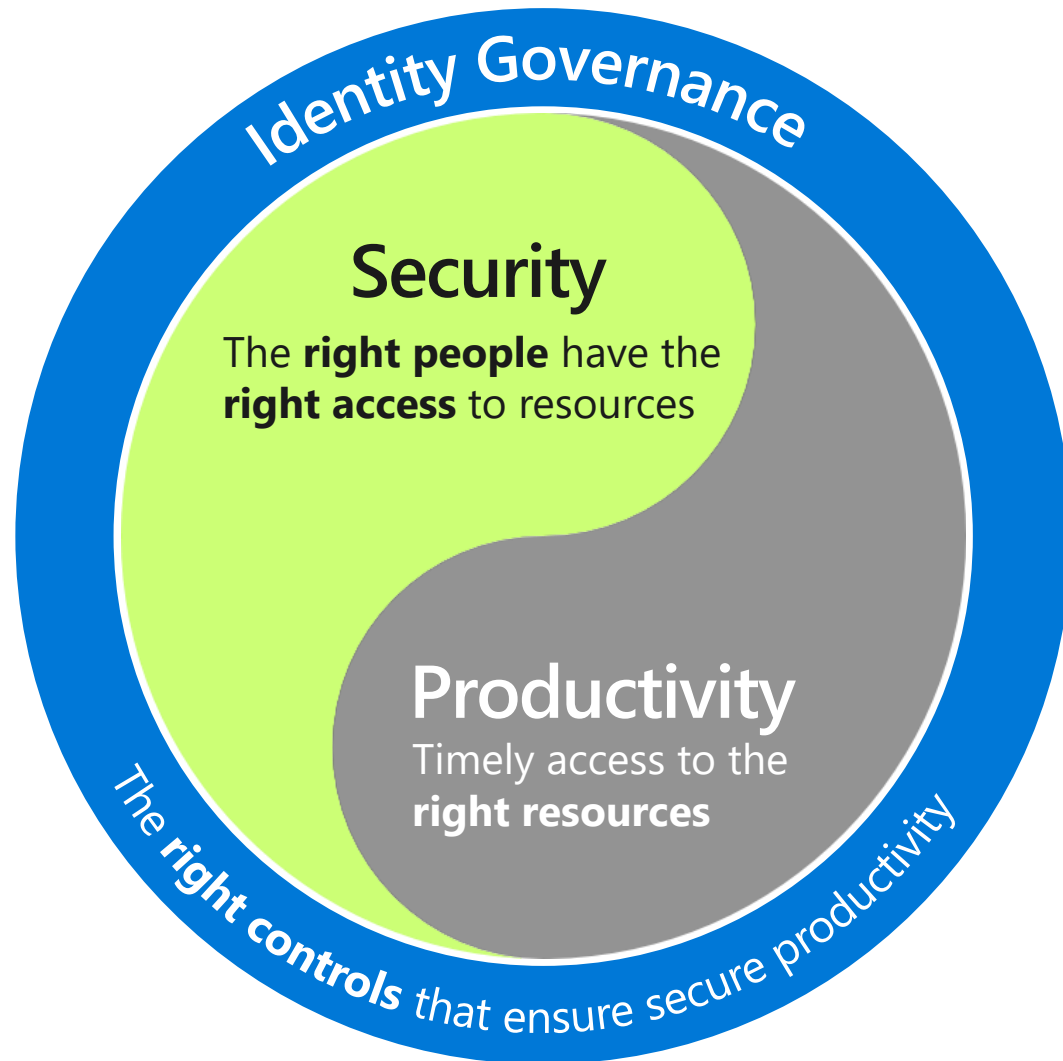 Identity Governance
Security
The right people have the
right access to resources
Productivity
Timely access to the
right resources
The right controls that ensure secure productivity